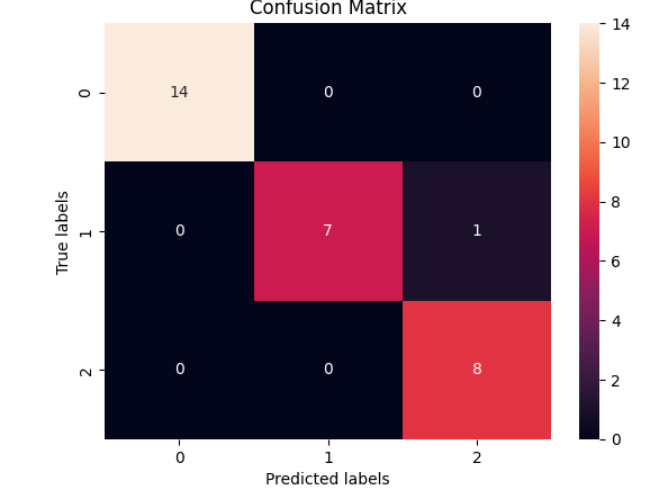 Confusion Matrix
0 14 0 0
1 0 7 1
2 0 0 8
0 1 2
True labels
Predicted labels
14
12
10
8
6
4
2
0